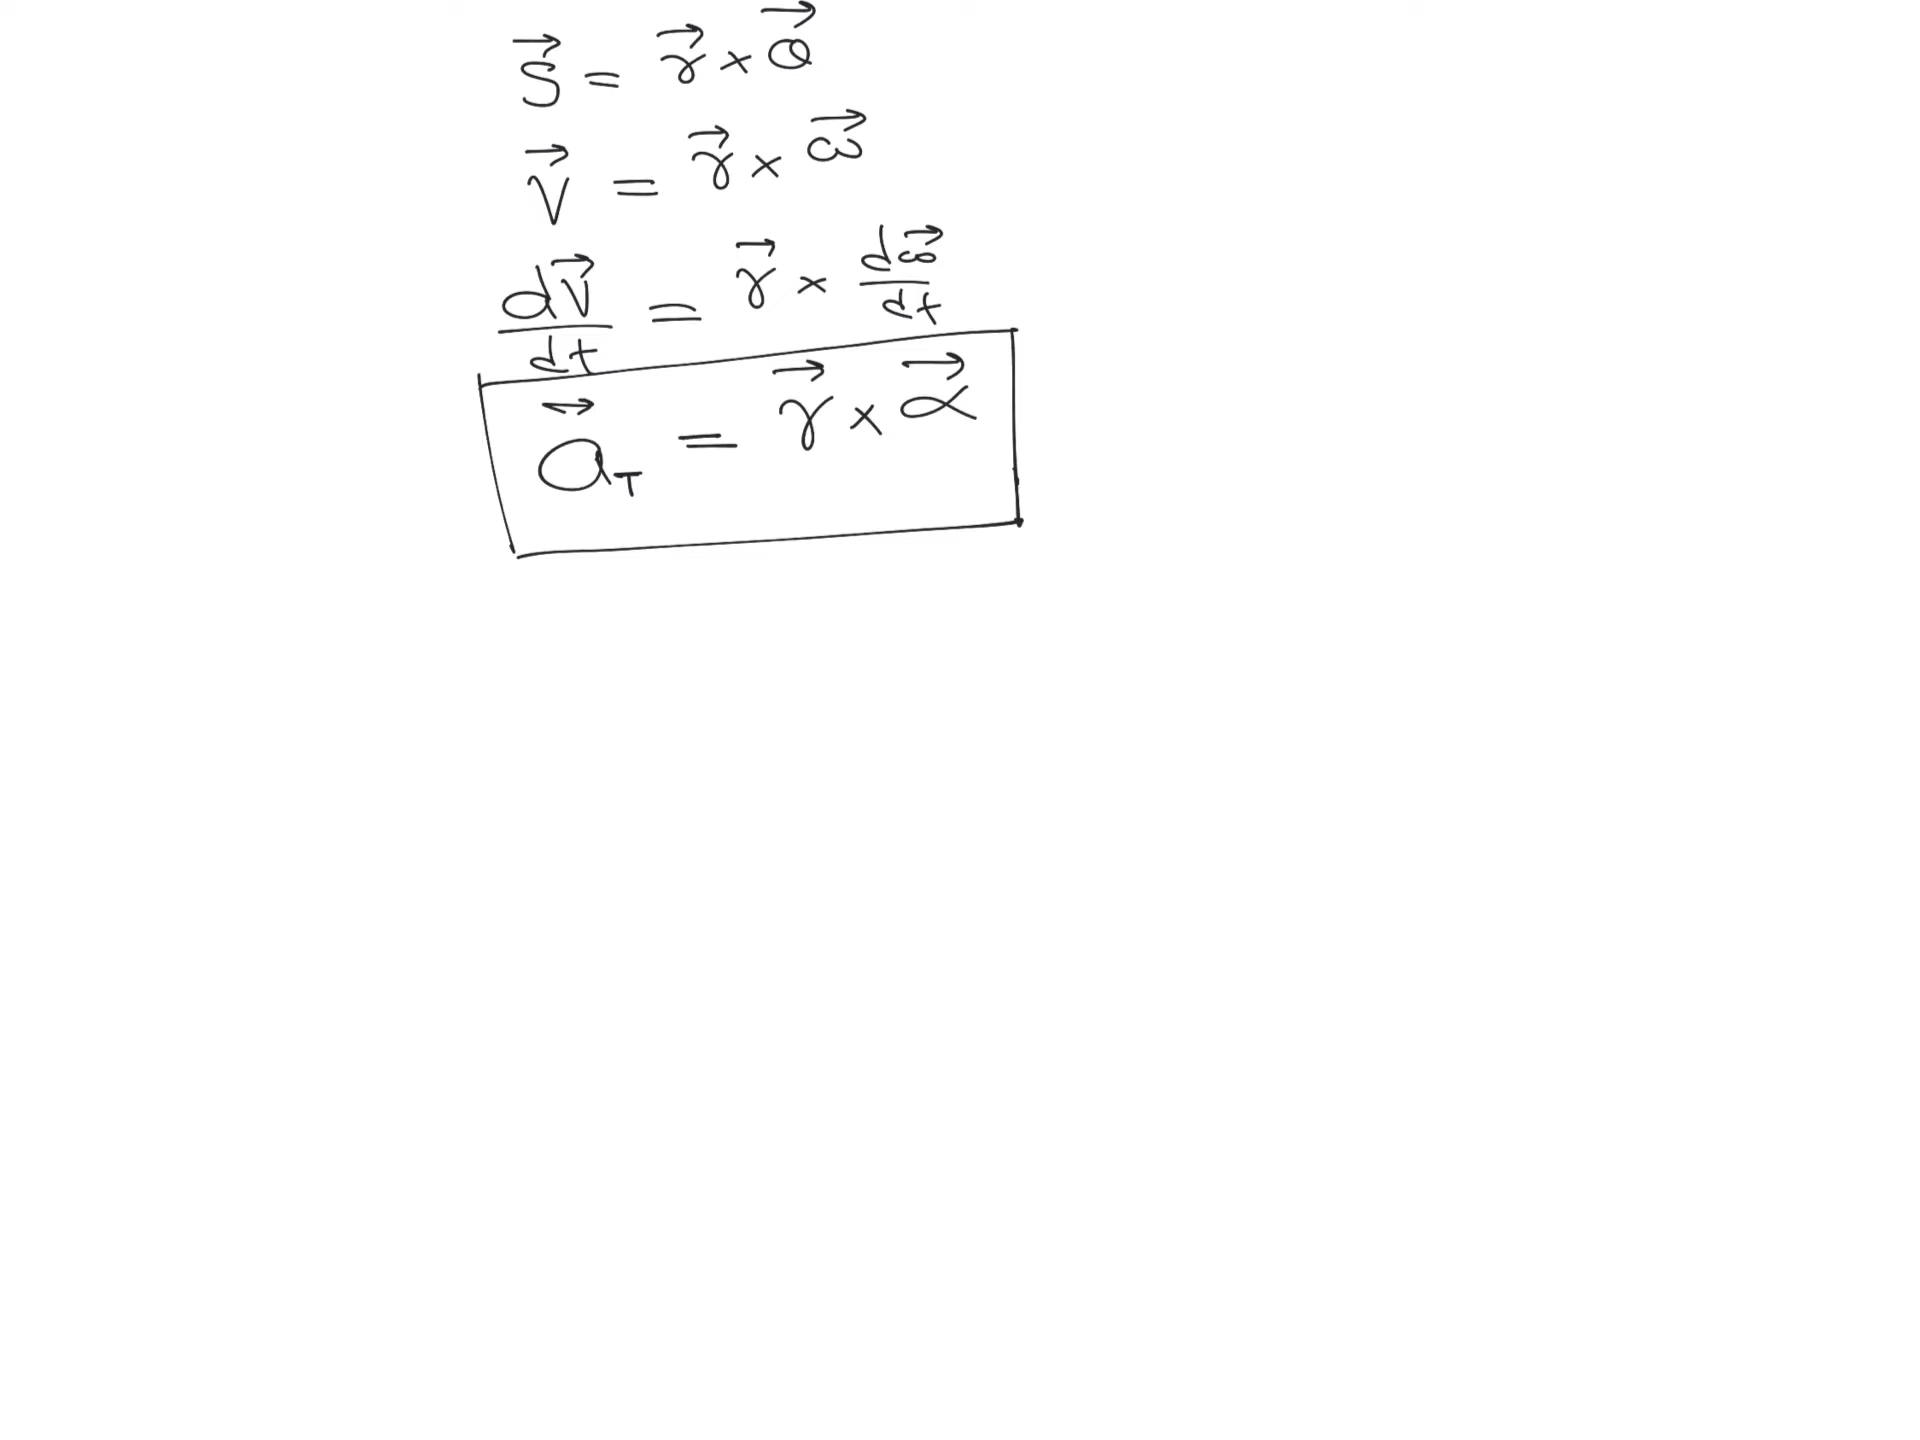 S⃗ = r⃗ × θ⃗
V⃗ = r⃗ × ω⃗
dV⃗/dt = r⃗ × dω⃗/dt
a⃗_T = r⃗ × α⃗